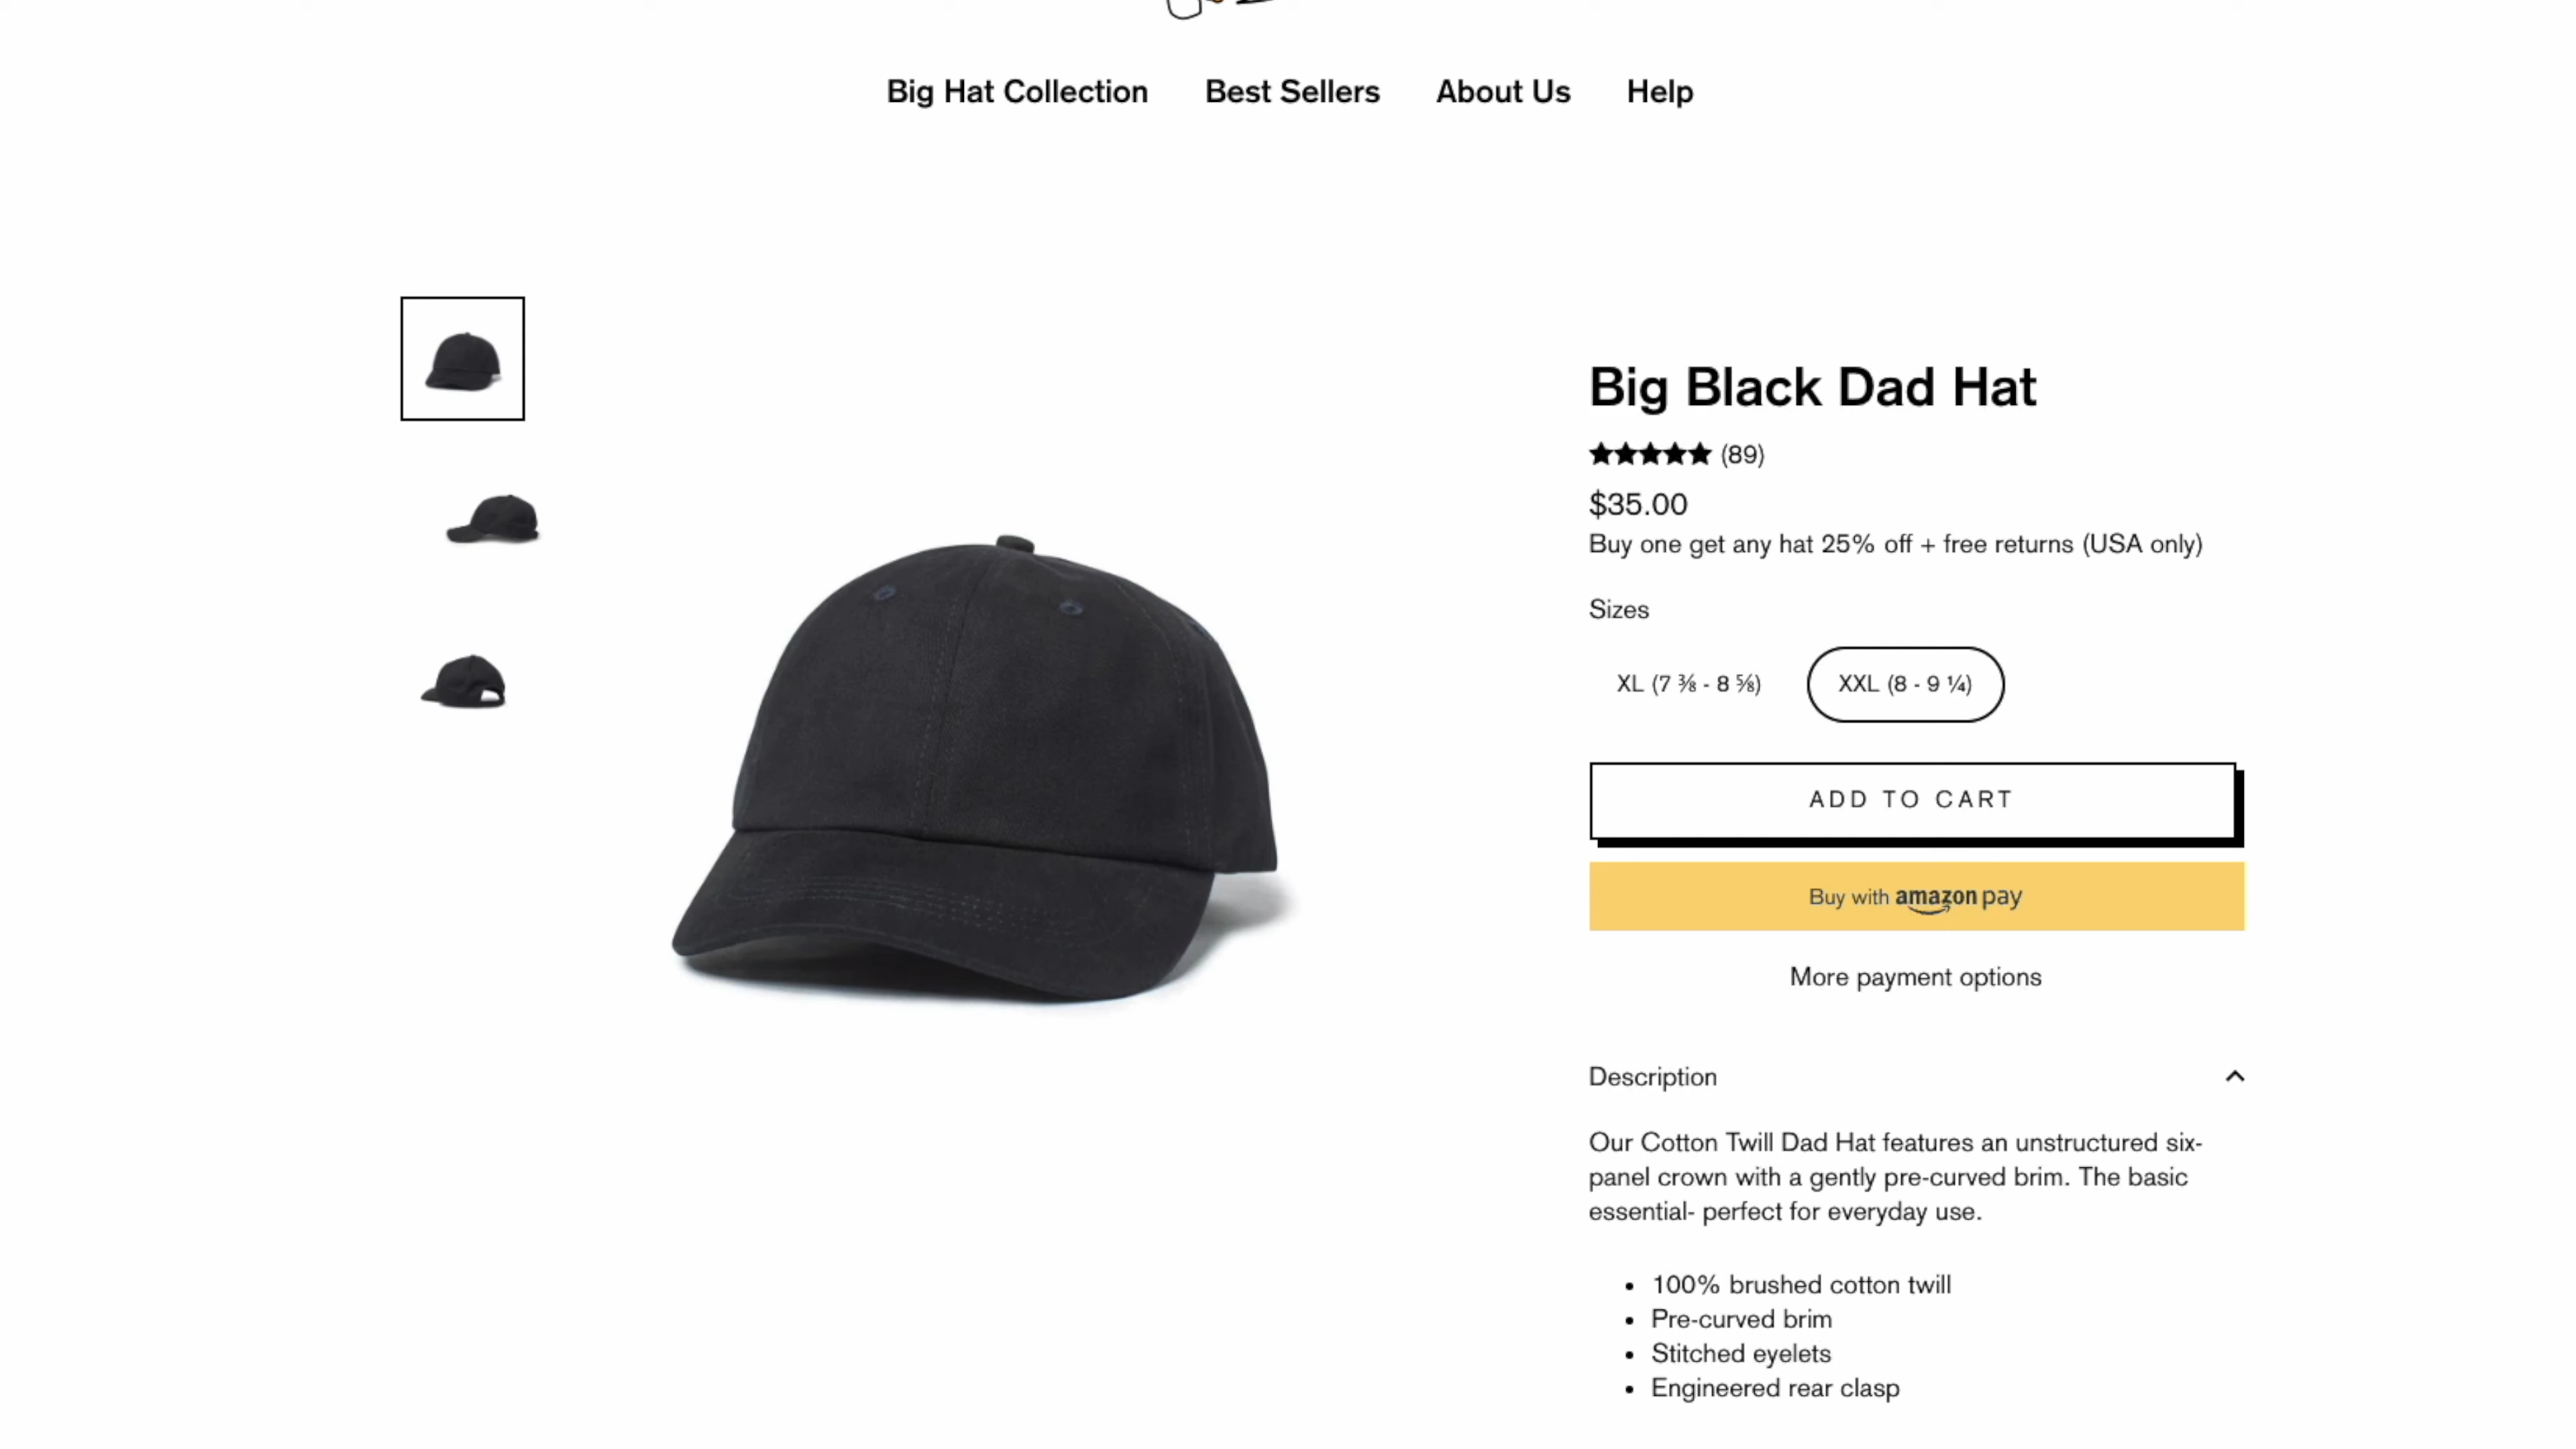 Big Hat Collection Best Sellers About Us Help
Big Black Dad Hat
★★★★★ (89)
$35.00
Buy one get any hat 25% off + free returns (USA only)
Sizes
XL (7 ⅜ - 8 ⅝) XXL (8 - 9 ¼)
ADD TO CART
Buy with amazon pay
More payment options
Description
Our Cotton Twill Dad Hat features an unstructured six-
panel crown with a gently pre-curved brim. The basic
essential- perfect for everyday use.
• 100% brushed cotton twill
• Pre-curved brim
• Stitched eyelets
• Engineered rear clasp